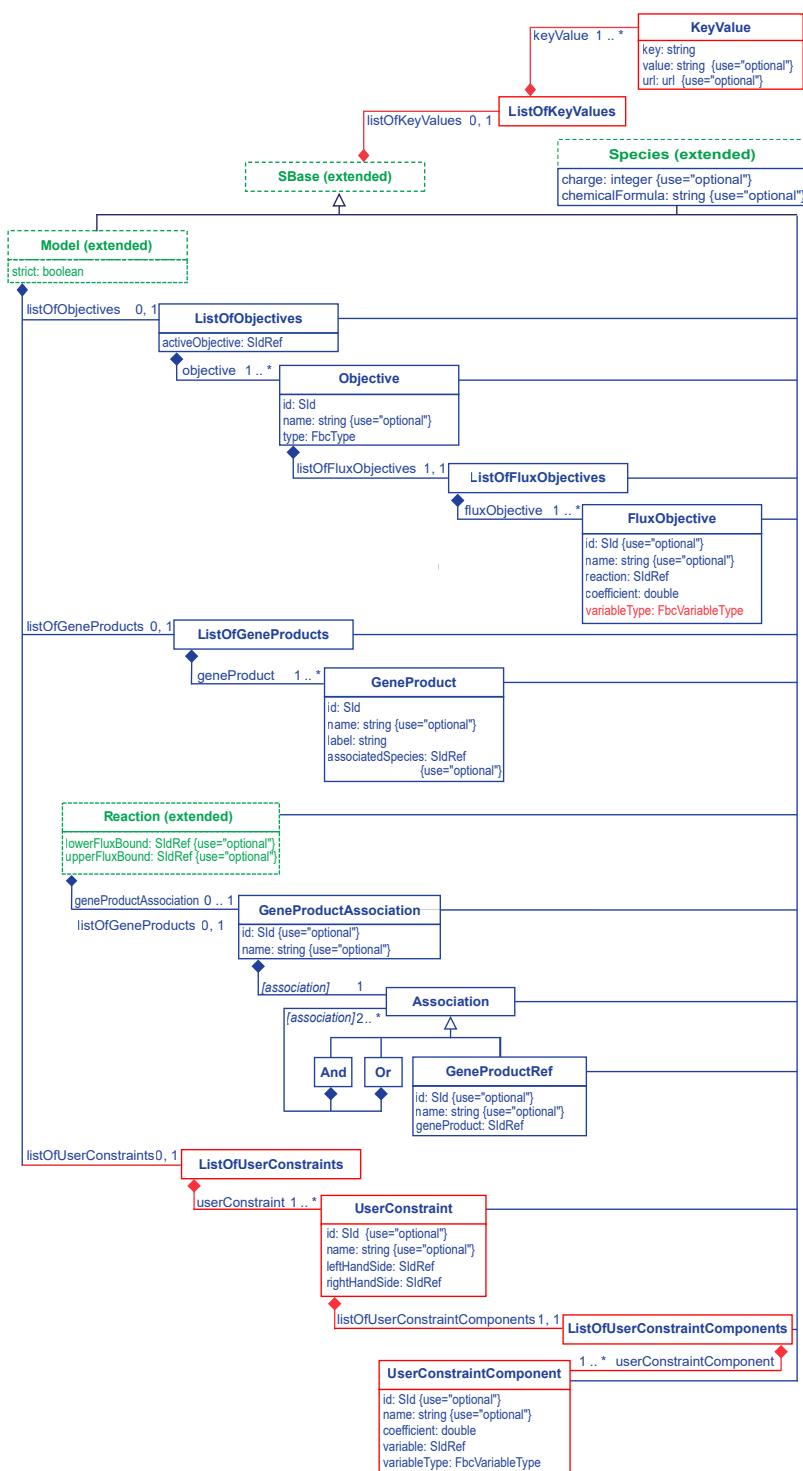 KeyValue
keyValue 1 .. *
key: string
value: string {use="optional"}
url: url {use="optional"}
ListOfKeyValues
listOfKeyValues 0, 1
Species (extended)
SBase (extended)
charge: integer {use="optional"}
chemicalFormula: string {use="optional"}
Model (extended)
strict: boolean
listOfObjectives 0, 1
ListOfObjectives
activeObjective: SIdRef
objective 1 .. *
Objective
id: SId
name: string {use="optional"}
type: FbcType
listOfFluxObjectives 1, 1
ListOfFluxObjectives
fluxObjective 1 .. *
FluxObjective
id: SId {use="optional"}
name: string {use="optional"}
reaction: SIdRef
coefficient: double
variableType: FbcVariableType
listOfGeneProducts 0, 1
ListOfGeneProducts
geneProduct 1 .. *
GeneProduct
id: SId
name: string {use="optional"}
label: string
associatedSpecies: SIdRef
{use="optional"}
Reaction (extended)
lowerFluxBound: SIdRef {use="optional"}
upperFluxBound: SIdRef {use="optional"}
geneProductAssociation 0 .. 1
GeneProductAssociation
listOfGeneProducts 0, 1
id: SId {use="optional"}
name: string {use="optional"}
[association] 1
Association
[association] 2 .. *
And
Or
GeneProductRef
id: SId {use="optional"}
name: string {use="optional"}
geneProduct: SIdRef
listOfUserConstraints 0, 1
ListOfUserConstraints
userConstraint 1 .. *
UserConstraint
id: SId {use="optional"}
name: string {use="optional"}
leftHandSide: SIdRef
rightHandSide: SIdRef
listOfUserConstraintComponents 1, 1
ListOfUserConstraintComponents
1 .. * userConstraintComponent
UserConstraintComponent
id: SId {use="optional"}
name: string {use="optional"}
coefficient: double
variable: SIdRef
variableType: FbcVariableType